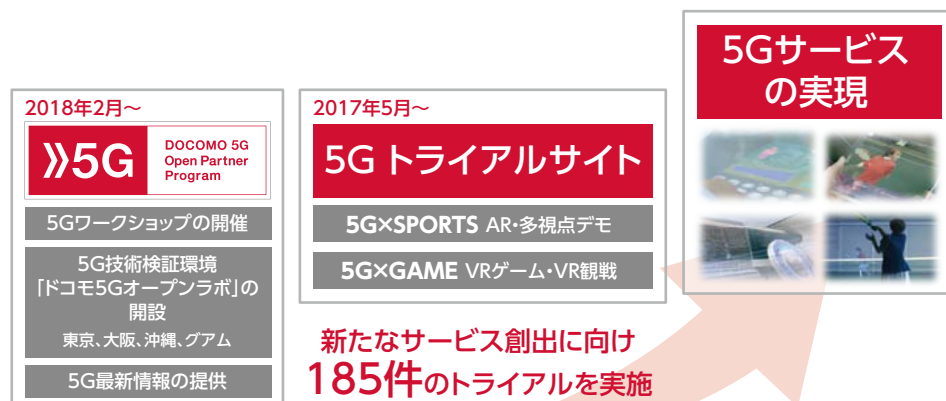 2018年2月～
5G
DOCOMO 5G
Open Partner
Program
5Gワークショップの開催
5G技術検証環境
「ドコモ5Gオープンラボ」の
開設
東京、大阪、沖縄、グアム
5G最新情報の提供
2017年5月～
5Gトライアルサイト
5G×SPORTS AR・多視点デモ
5G×GAME VRゲーム・VR観戦
新たなサービス創出に向け
185件のトライアルを実施
5Gサービス
の実現